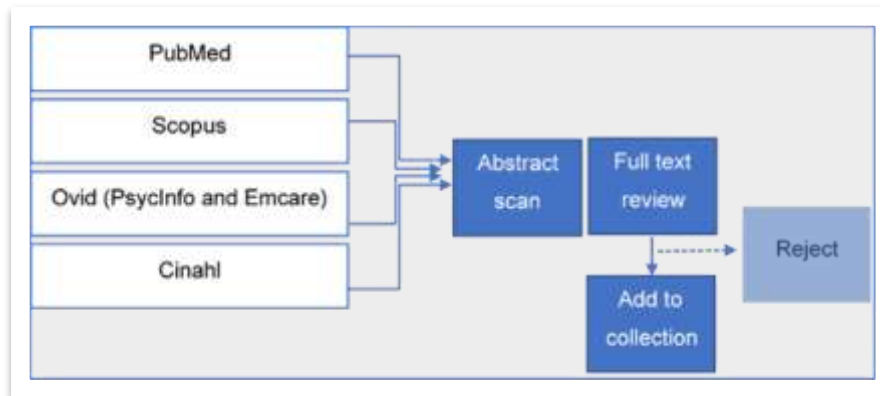 PubMed
Scopus
Ovid (PsycInfo and Emcare)
Cinahl
Abstract
scan
Full text
review
Reject
Add to
collection